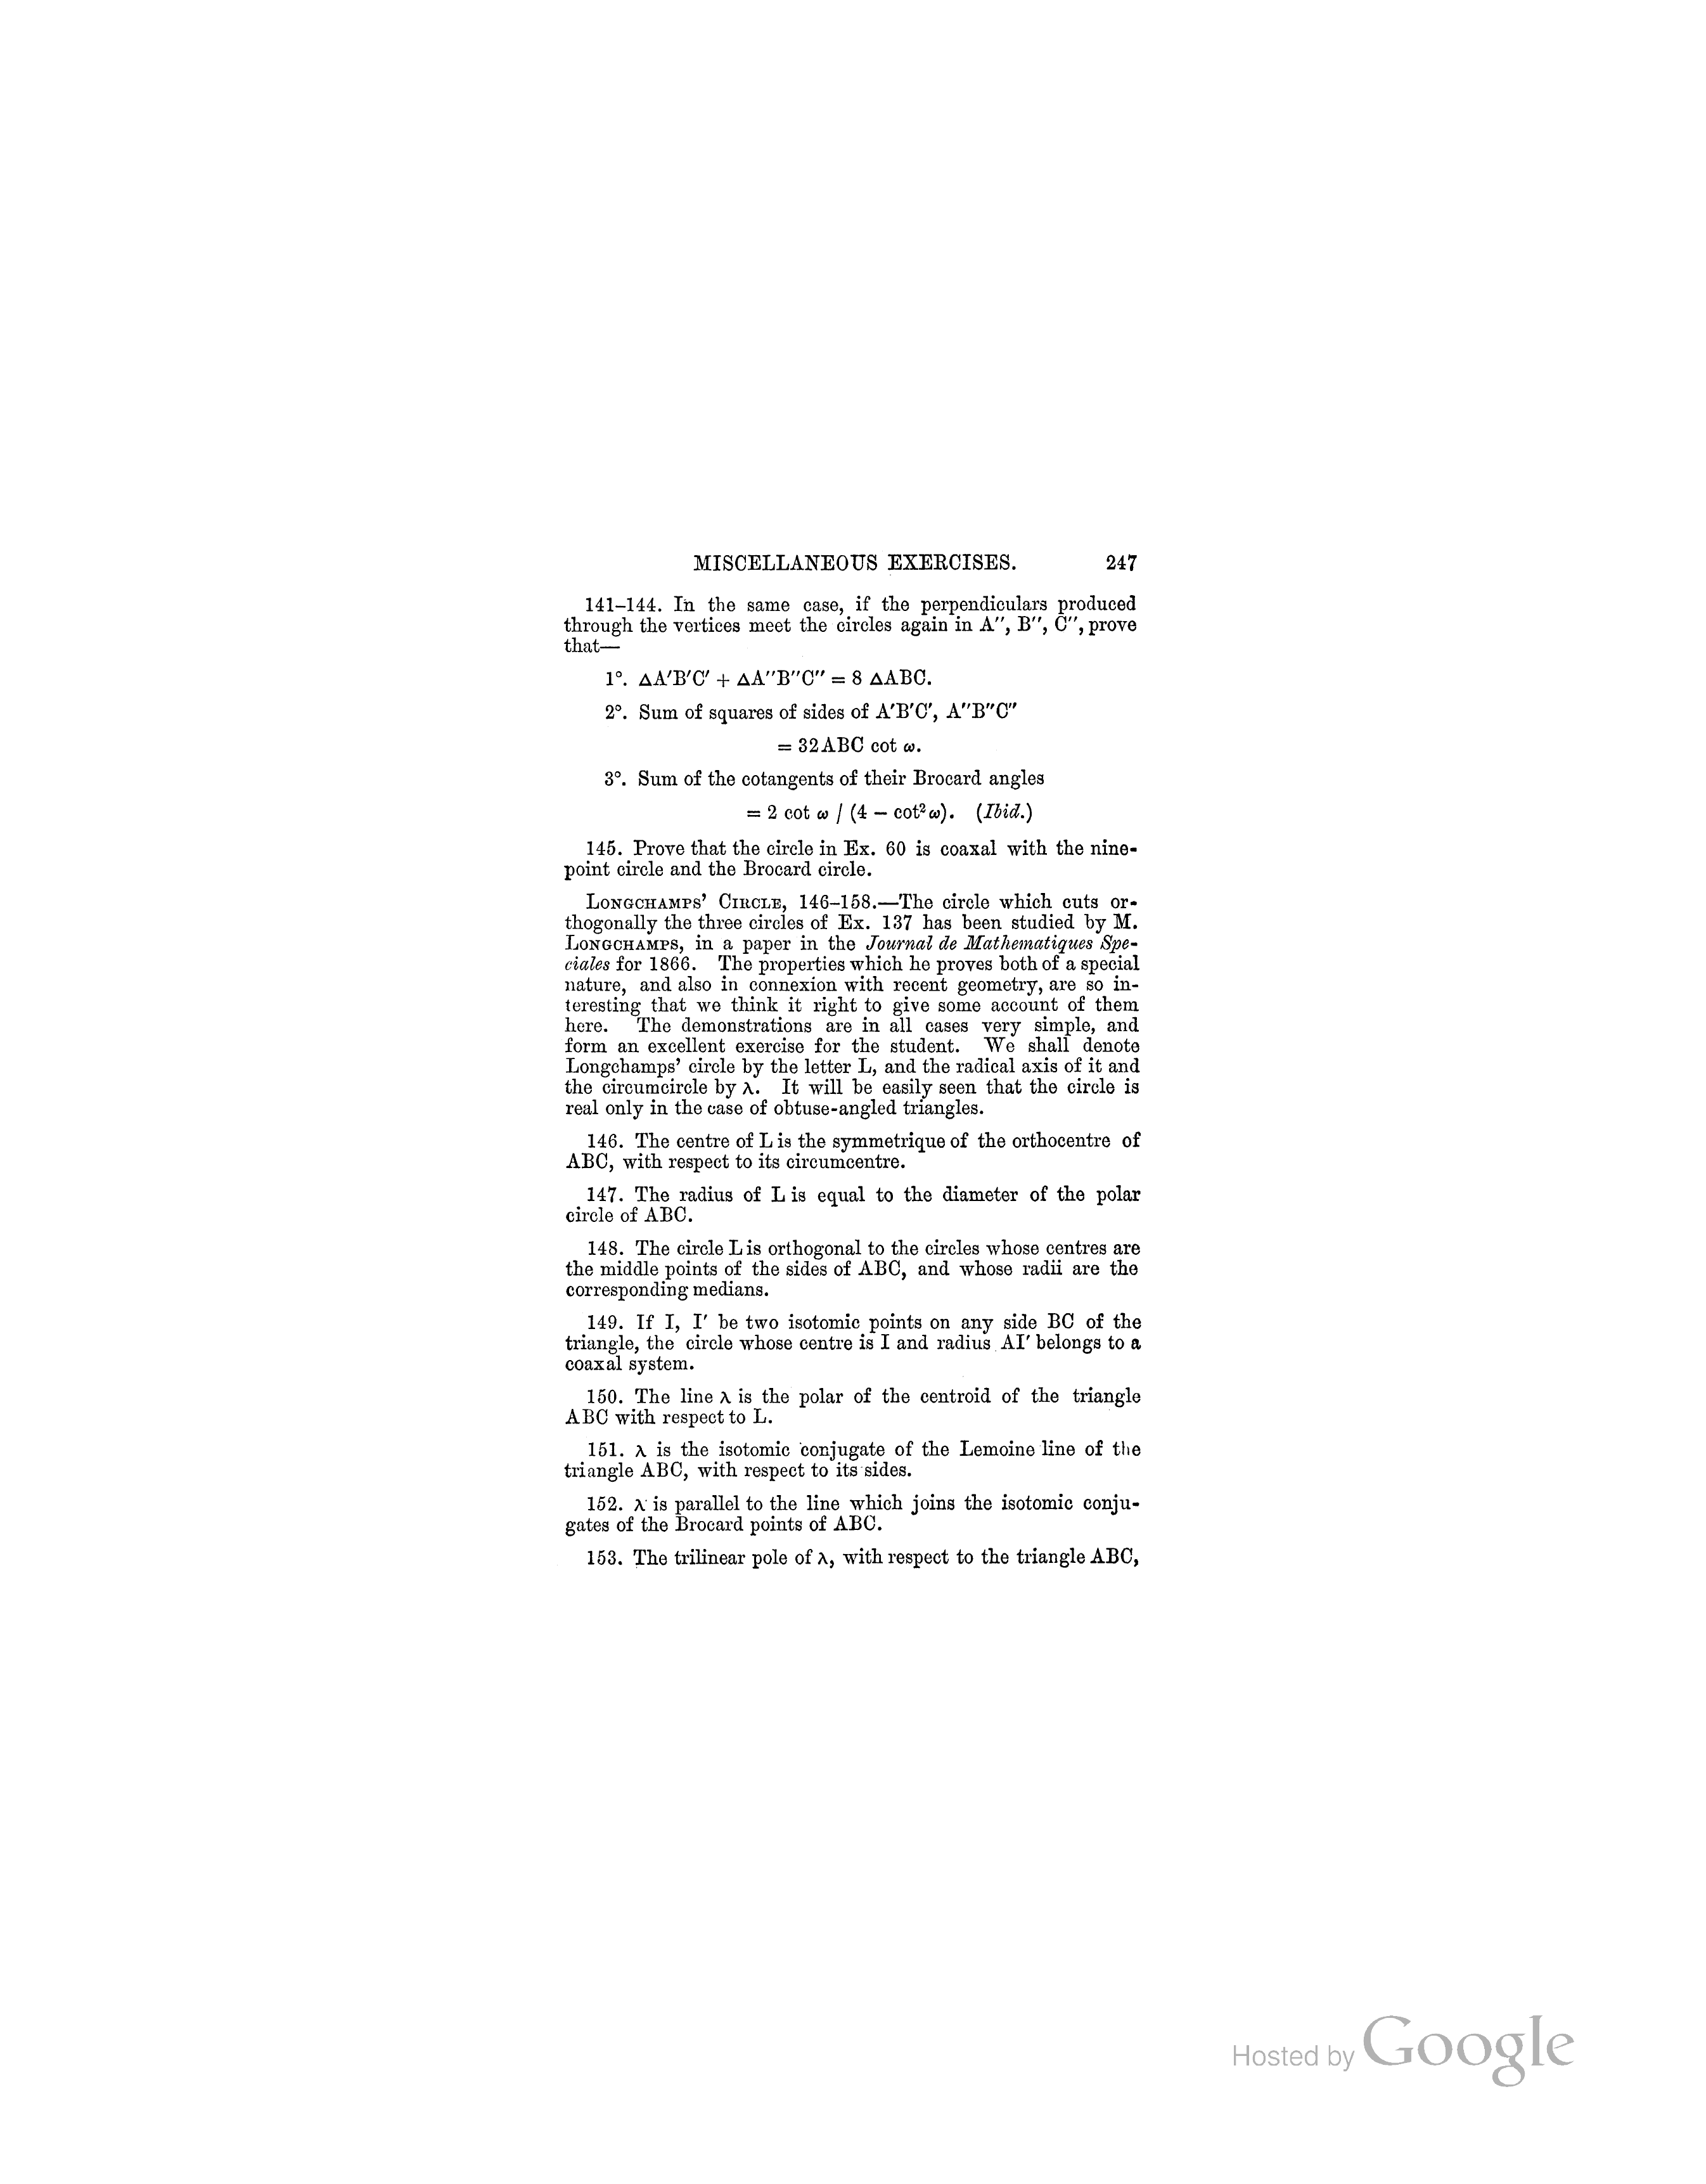 MISCELLANEOUS EXERCISES. 247
141–144. In the same case, if the perpendiculars produced
through the vertices meet the circles again in A″, B″, C″, prove
that—
1°. △A′B′C′ + △A″B″C″ = 8 △ABC.
2°. Sum of squares of sides of A′B′C′, A″B″C″
= 32ABC cot ω.
3°. Sum of the cotangents of their Brocard angles
= 2 cot ω / (4 − cot² ω). (Ibid.)
145. Prove that the circle in Ex. 60 is coaxal with the nine-
point circle and the Brocard circle.
LONGCHAMPS’ CIRCLE, 146–158.—The circle which cuts or-
thogonally the three circles of Ex. 137 has been studied by M.
LONGCHAMPS, in a paper in the Journal de Mathematiques Spe-
ciales for 1866. The properties which he proves both of a special
nature, and also in connexion with recent geometry, are so in-
teresting that we think it right to give some account of them
here. The demonstrations are in all cases very simple, and
form an excellent exercise for the student. We shall denote
Longchamps’ circle by the letter L, and the radical axis of it and
the circumcircle by λ. It will be easily seen that the circle is
real only in the case of obtuse-angled triangles.
146. The centre of L is the symmetrique of the orthocentre of
ABC, with respect to its circumcentre.
147. The radius of L is equal to the diameter of the polar
circle of ABC.
148. The circle L is orthogonal to the circles whose centres are
the middle points of the sides of ABC, and whose radii are the
corresponding medians.
149. If I, I′ be two isotomic points on any side BC of the
triangle, the circle whose centre is I and radius AI′ belongs to a
coaxal system.
150. The line λ is the polar of the centroid of the triangle
ABC with respect to L.
151. λ is the isotomic conjugate of the Lemoine line of the
triangle ABC, with respect to its sides.
152. λ is parallel to the line which joins the isotomic conju-
gates of the Brocard points of ABC.
153. The trilinear pole of λ, with respect to the triangle ABC,
Hosted by Google